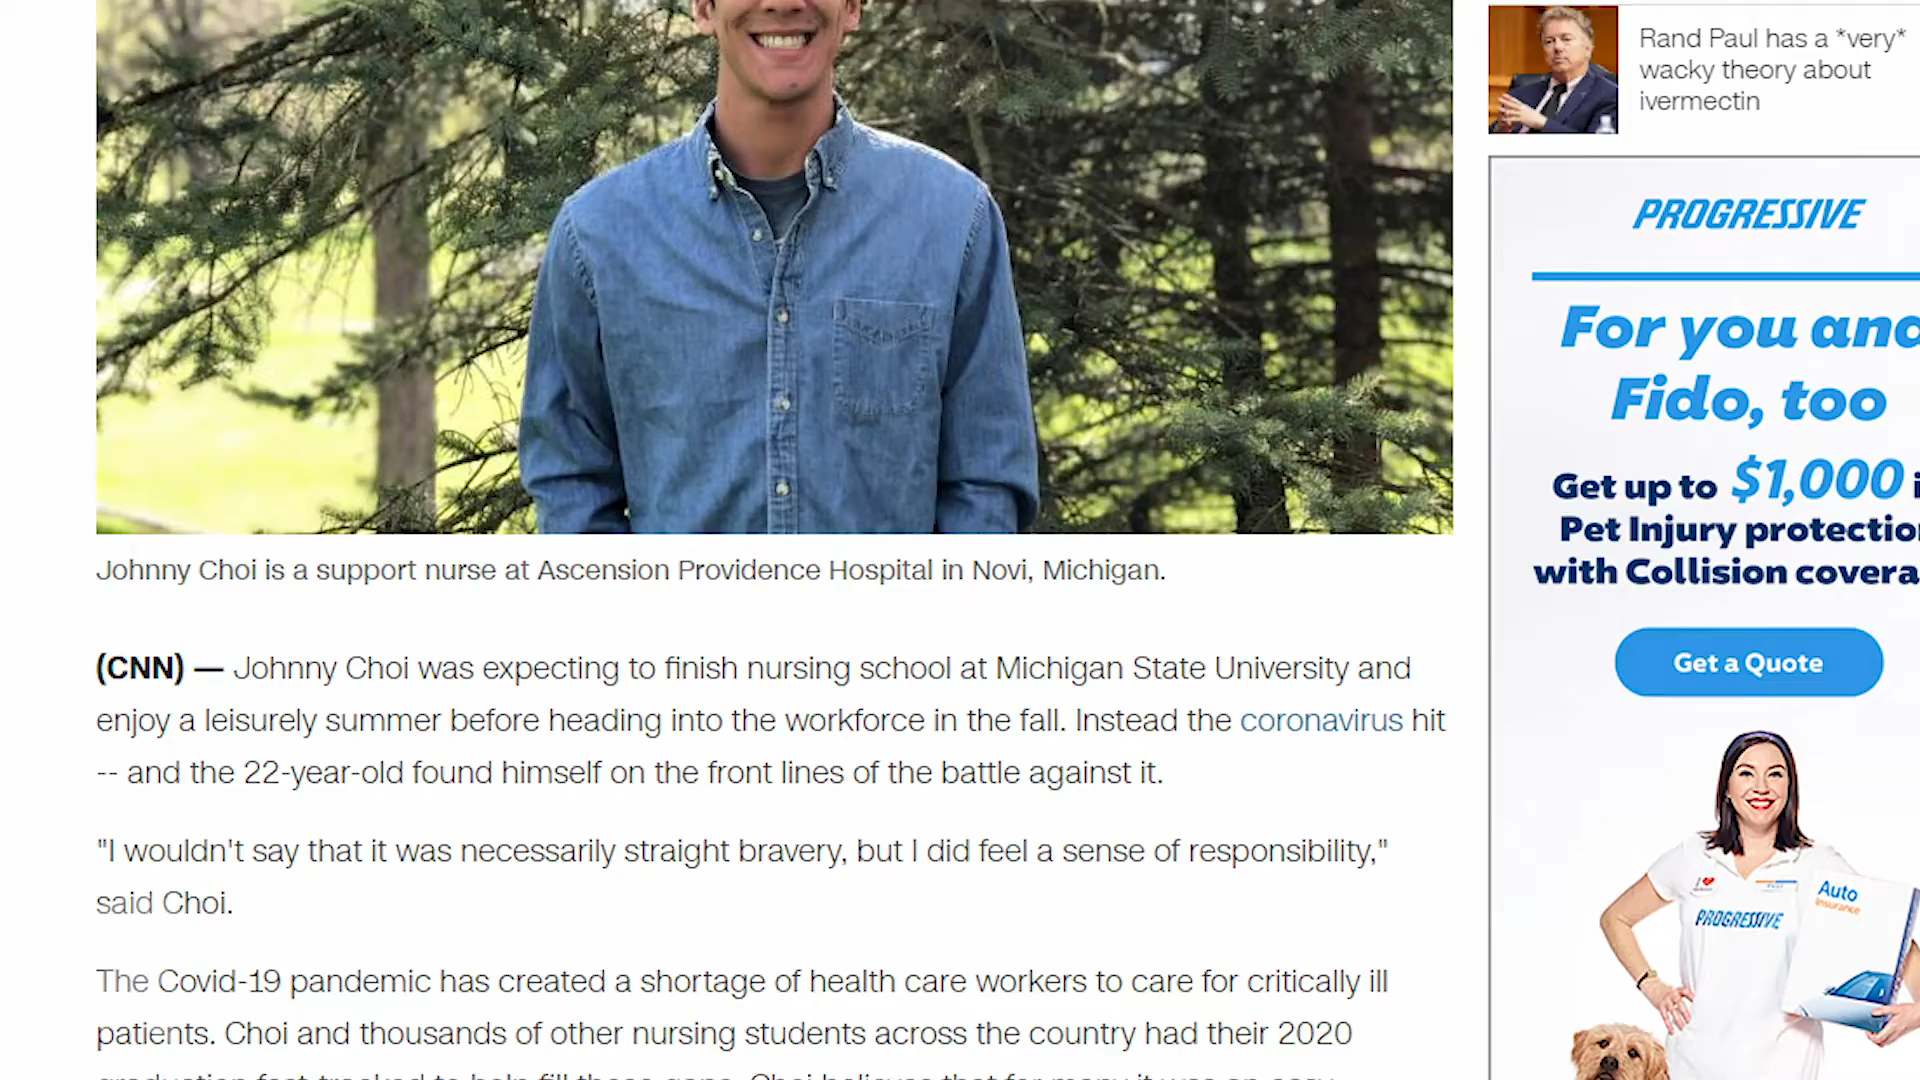 Rand Paul has a *very*
wacky theory about
ivermectin
PROGRESSIVE
For you and
Fido, too
Get up to $1,000
Pet Injury protection
with Collision
Get a Quote
Auto
Insurance
PROGRESSIVE
Johnny Choi is a support nurse at Ascension Providence Hospital in Novi, Michigan.
(CNN) — Johnny Choi was expecting to finish nursing school at Michigan State University and
enjoy a leisurely summer before heading into the workforce in the fall. Instead the coronavirus hit
-- and the 22-year-old found himself on the front lines of the battle against it.
"I wouldn't say that it was necessarily straight bravery, but I did feel a sense of responsibility,"
said Choi.
The Covid-19 pandemic has created a shortage of health care workers to care for critically ill
patients. Choi and thousands of other nursing students across the country had their 2020